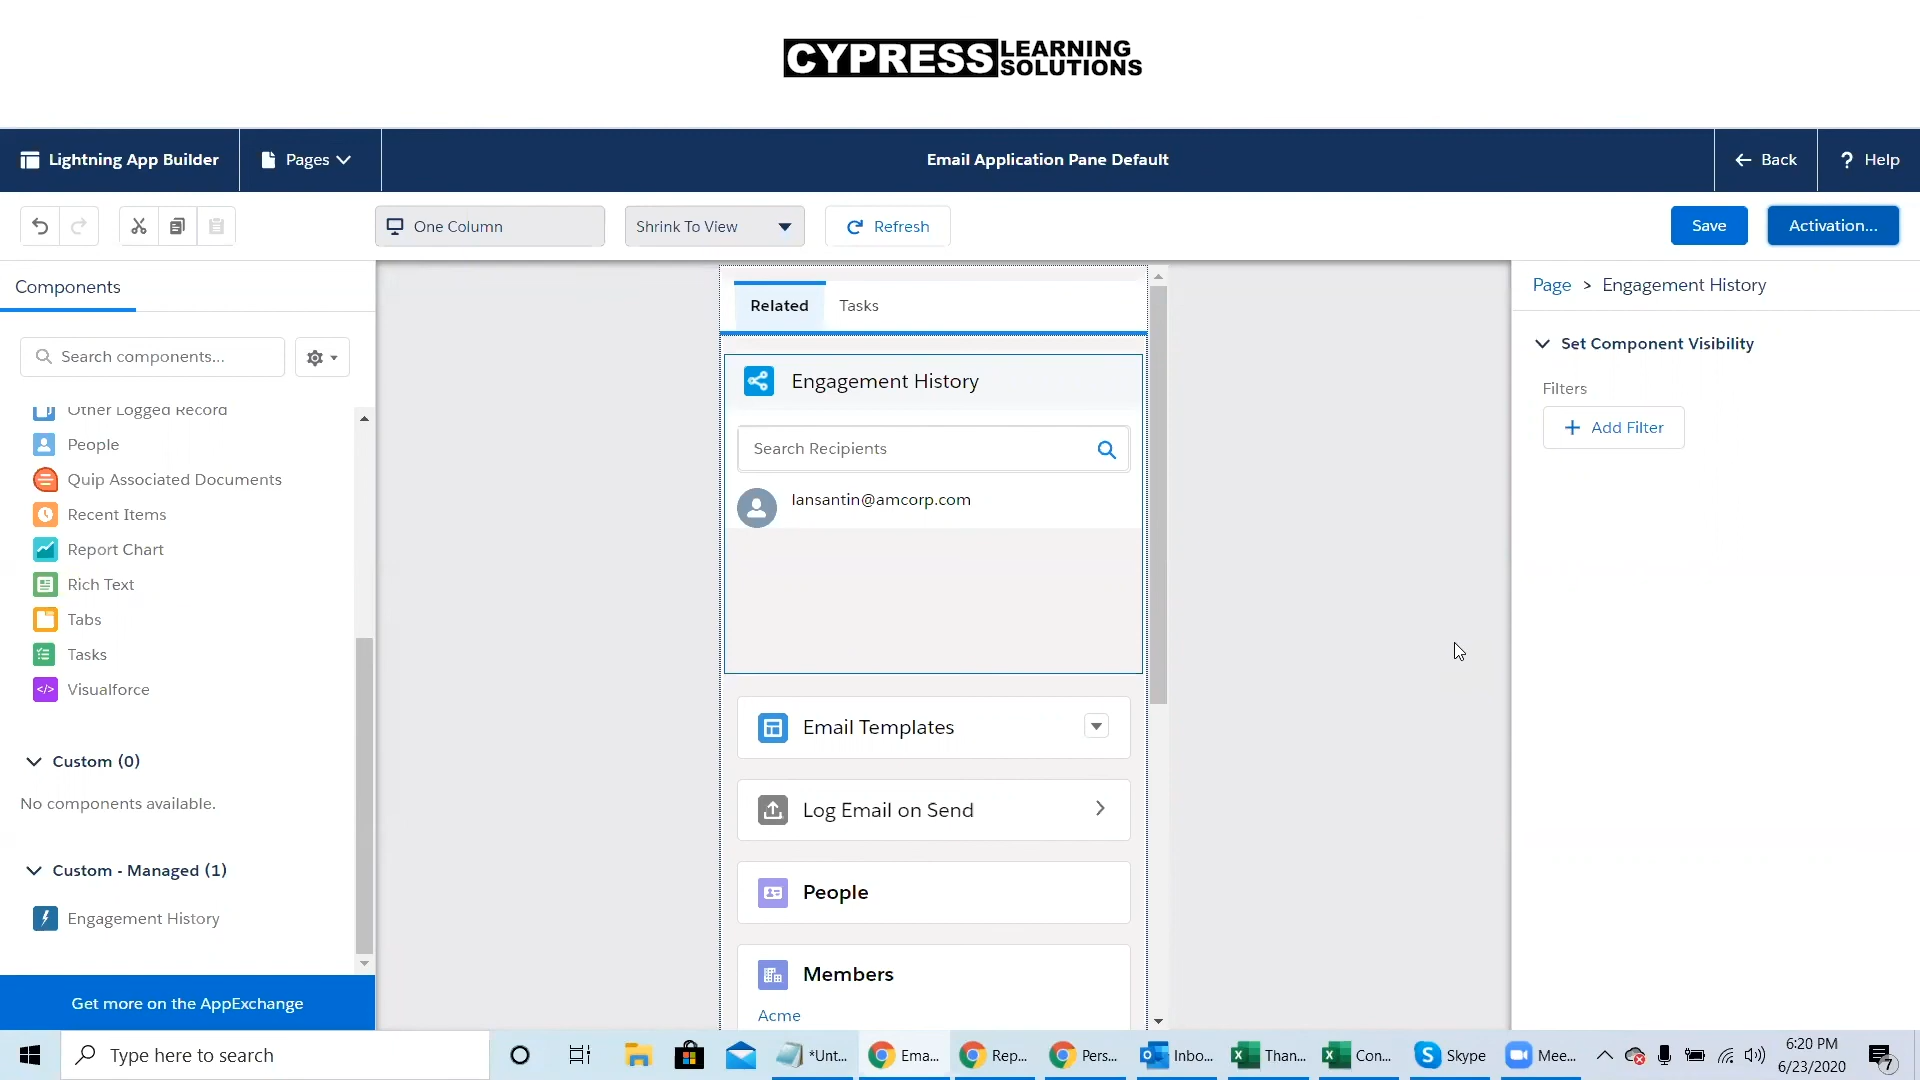 CYPRESS LEARNING SOLUTIONS
Lightning App Builder
Pages
Email Application Pane Default
Back
? Help
One Column
Shrink To View
Refresh
Save
Activation...
Components
Search components...
Other Logged Record
People
Quip Associated Documents
Recent Items
Report Chart
Rich Text
Tabs
Tasks
Visualforce
Custom (0)
No components available.
Custom - Managed (1)
Engagement History
Get more on the AppExchange
Related
Tasks
Engagement History
Search Recipients
lansantin@amcorp.com
Email Templates
Log Email on Send
People
Members
Acme
Page > Engagement History
Set Component Visibility
Filters
+ Add Filter
Type here to search
*Unt...
Ema...
Rep...
Pers...
Inbo...
Than...
Con...
Skype
Mee...
6:20 PM
6/23/2020
7